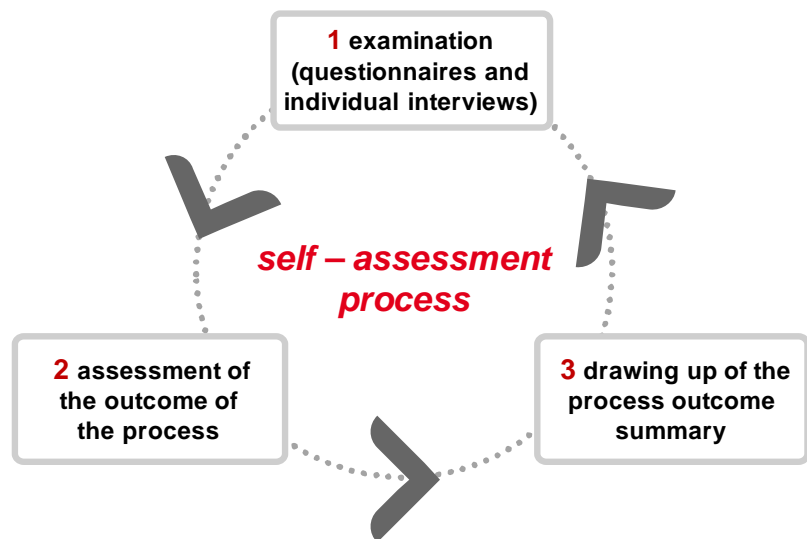 1 examination
(questionnaires and
individual interviews)
self – assessment
process
2 assessment of
the outcome of
the process
3 drawing up of the
process outcome
summary